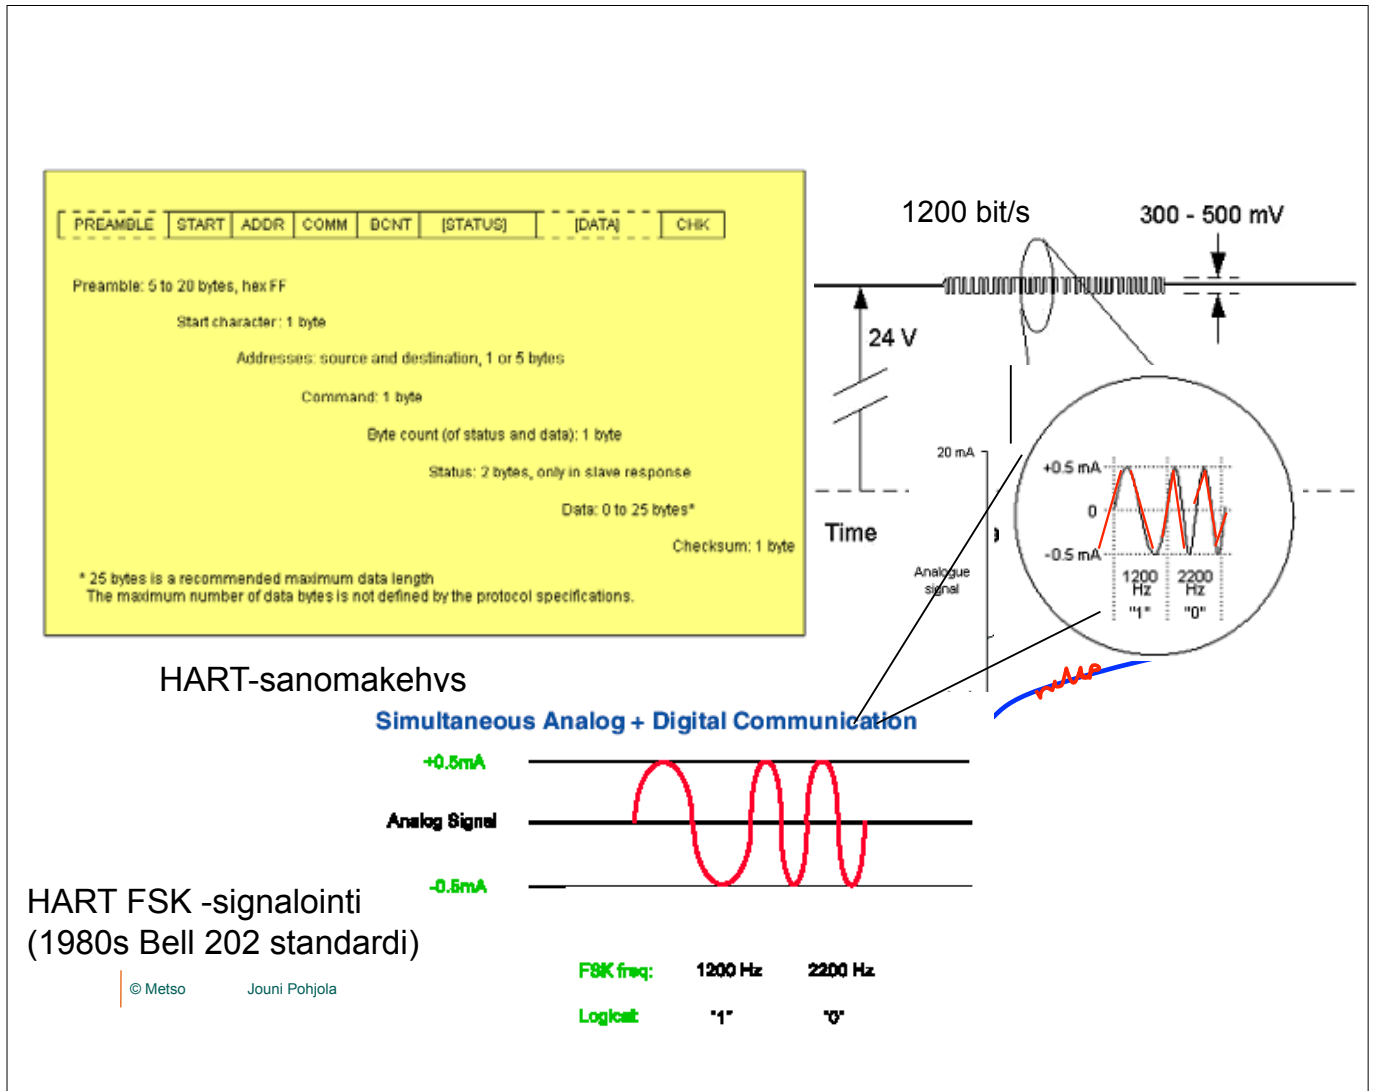 PREAMBLE START ADDR COMM BCNT [STATUS] [DATA] CHK
Preamble: 5 to 20 bytes, hex FF
Start character: 1 byte
Addresses: source and destination, 1 or 5 bytes
Command: 1 byte
Byte count (of status and data): 1 byte
Status: 2 bytes, only in slave response
Data: 0 to 25 bytes*
Checksum: 1 byte
* 25 bytes is a recommended maximum data length
The maximum number of data bytes is not defined by the protocol specifications.
1200 bit/s
300 - 500 mV
24 V
Time
20 mA
Analogue
signal
+0.5 mA
0
-0.5 mA
1200 2200
Hz Hz
"1" "0"
HART-sanomakehys
Simultaneous Analog + Digital Communication
+0.5mA
Analog Signal
-0.5mA
HART FSK -signalointi
(1980s Bell 202 standardi)
FSK freq: 1200 Hz 2200 Hz
Logical: "1" "0"
© Metso Jouni Pohjola